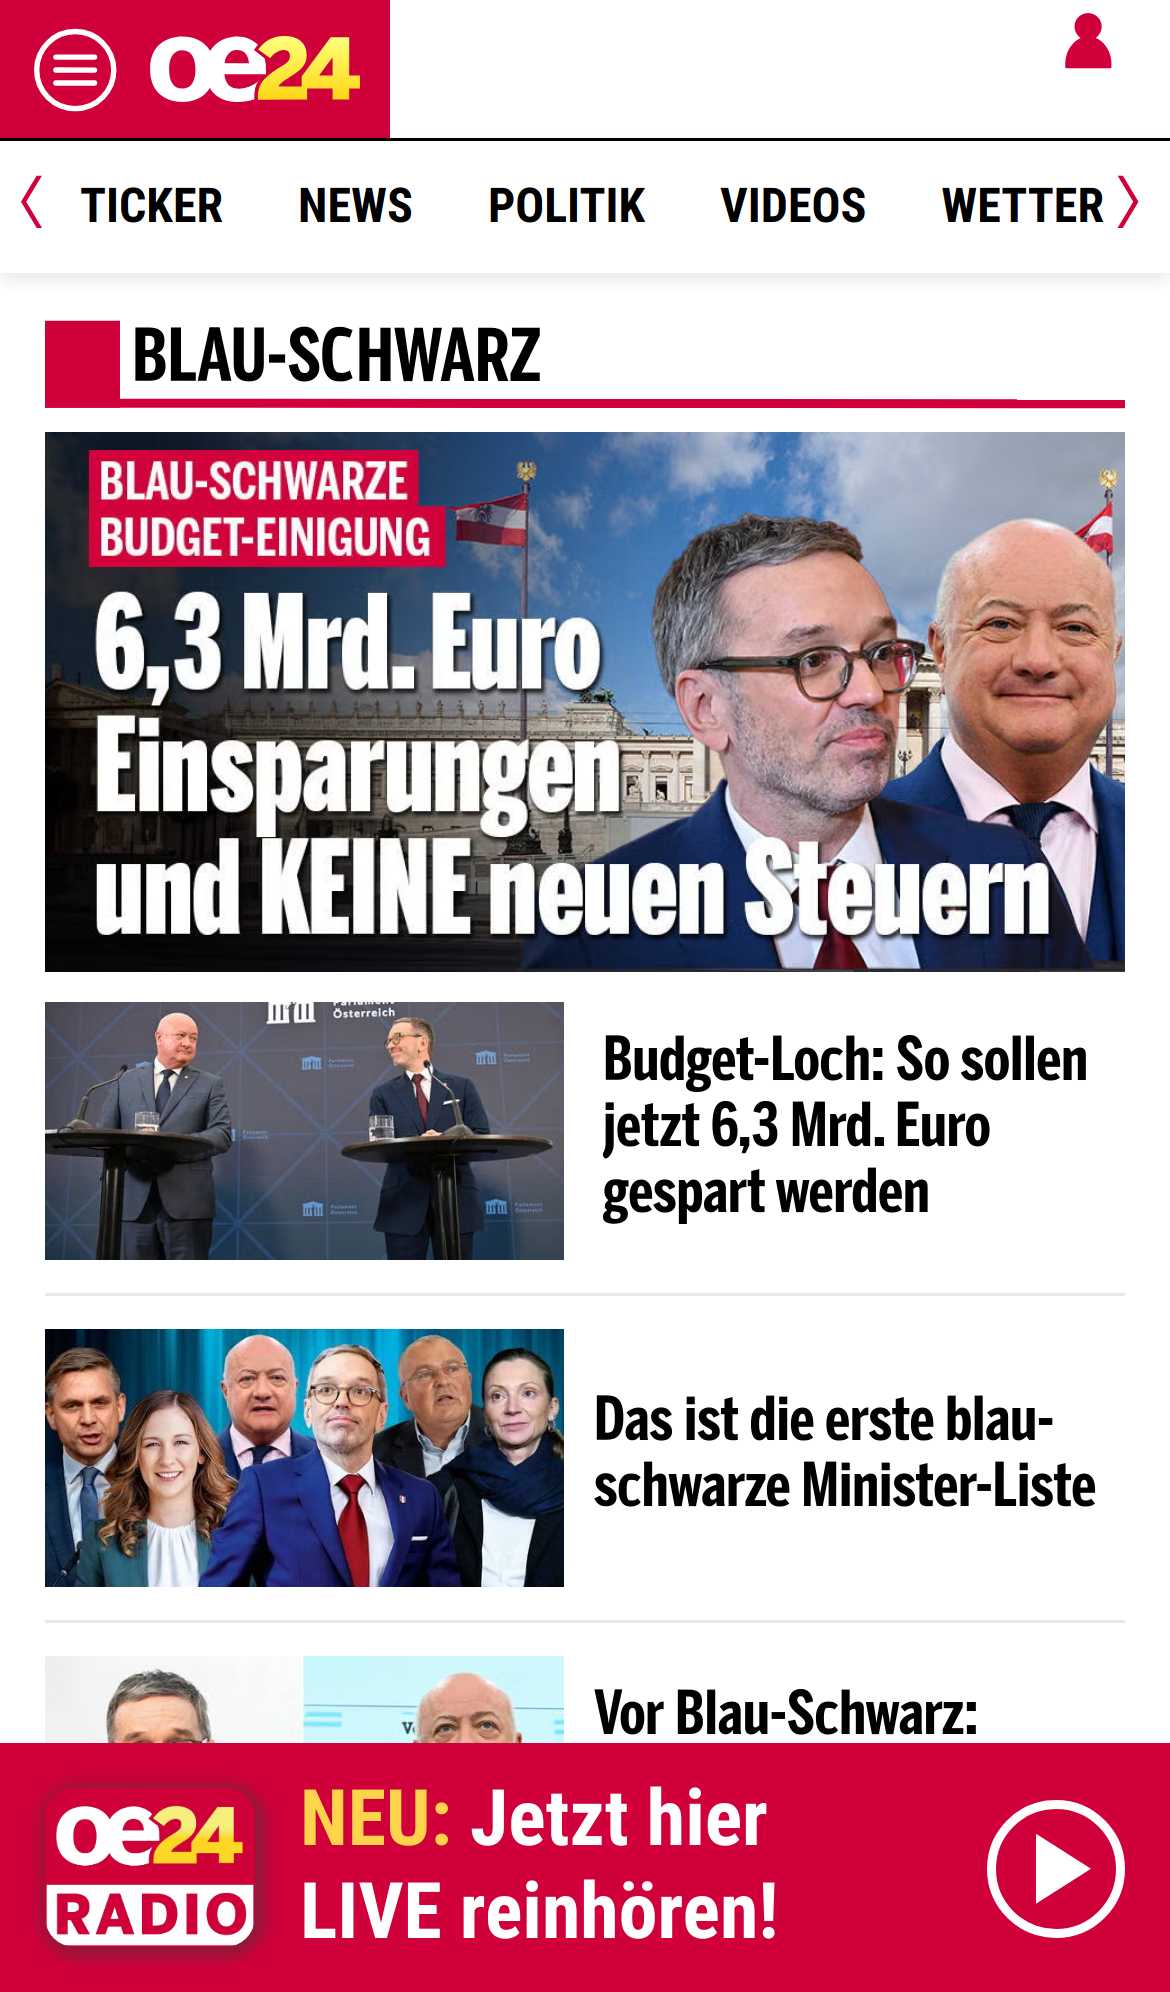 oe24
TICKER NEWS POLITIK VIDEOS WETTER
BLAU-SCHWARZ
BLAU-SCHWARZE
BUDGET-EINIGUNG
6,3 Mrd. Euro
Einsparungen
und KEINE neuen Steuern
Parlament
Österreich
Budget-Loch: So sollen
jetzt 6,3 Mrd. Euro
gespart werden
Das ist die erste blau-
schwarze Minister-Liste
Vor Blau-Schwarz:
oe24
RADIO
NEU: Jetzt hier
LIVE reinhören!